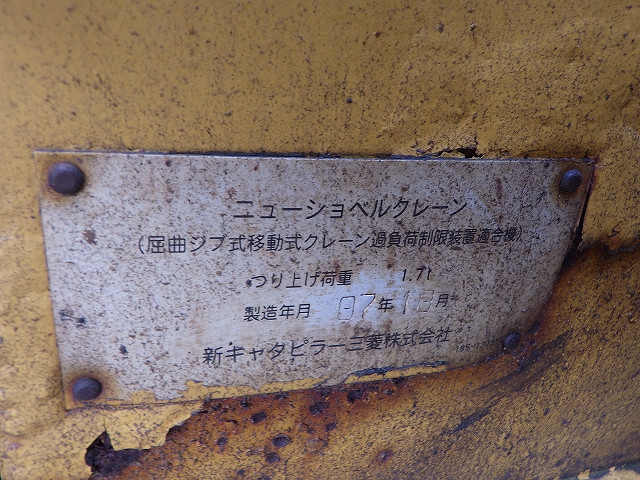 ニューショベルクレーン
(屈曲ジブ式移動式クレーン過負荷制限装置適合機)
つり上げ荷重 1.7t
製造年月 97年10月
新キャタピラー三菱株式会社